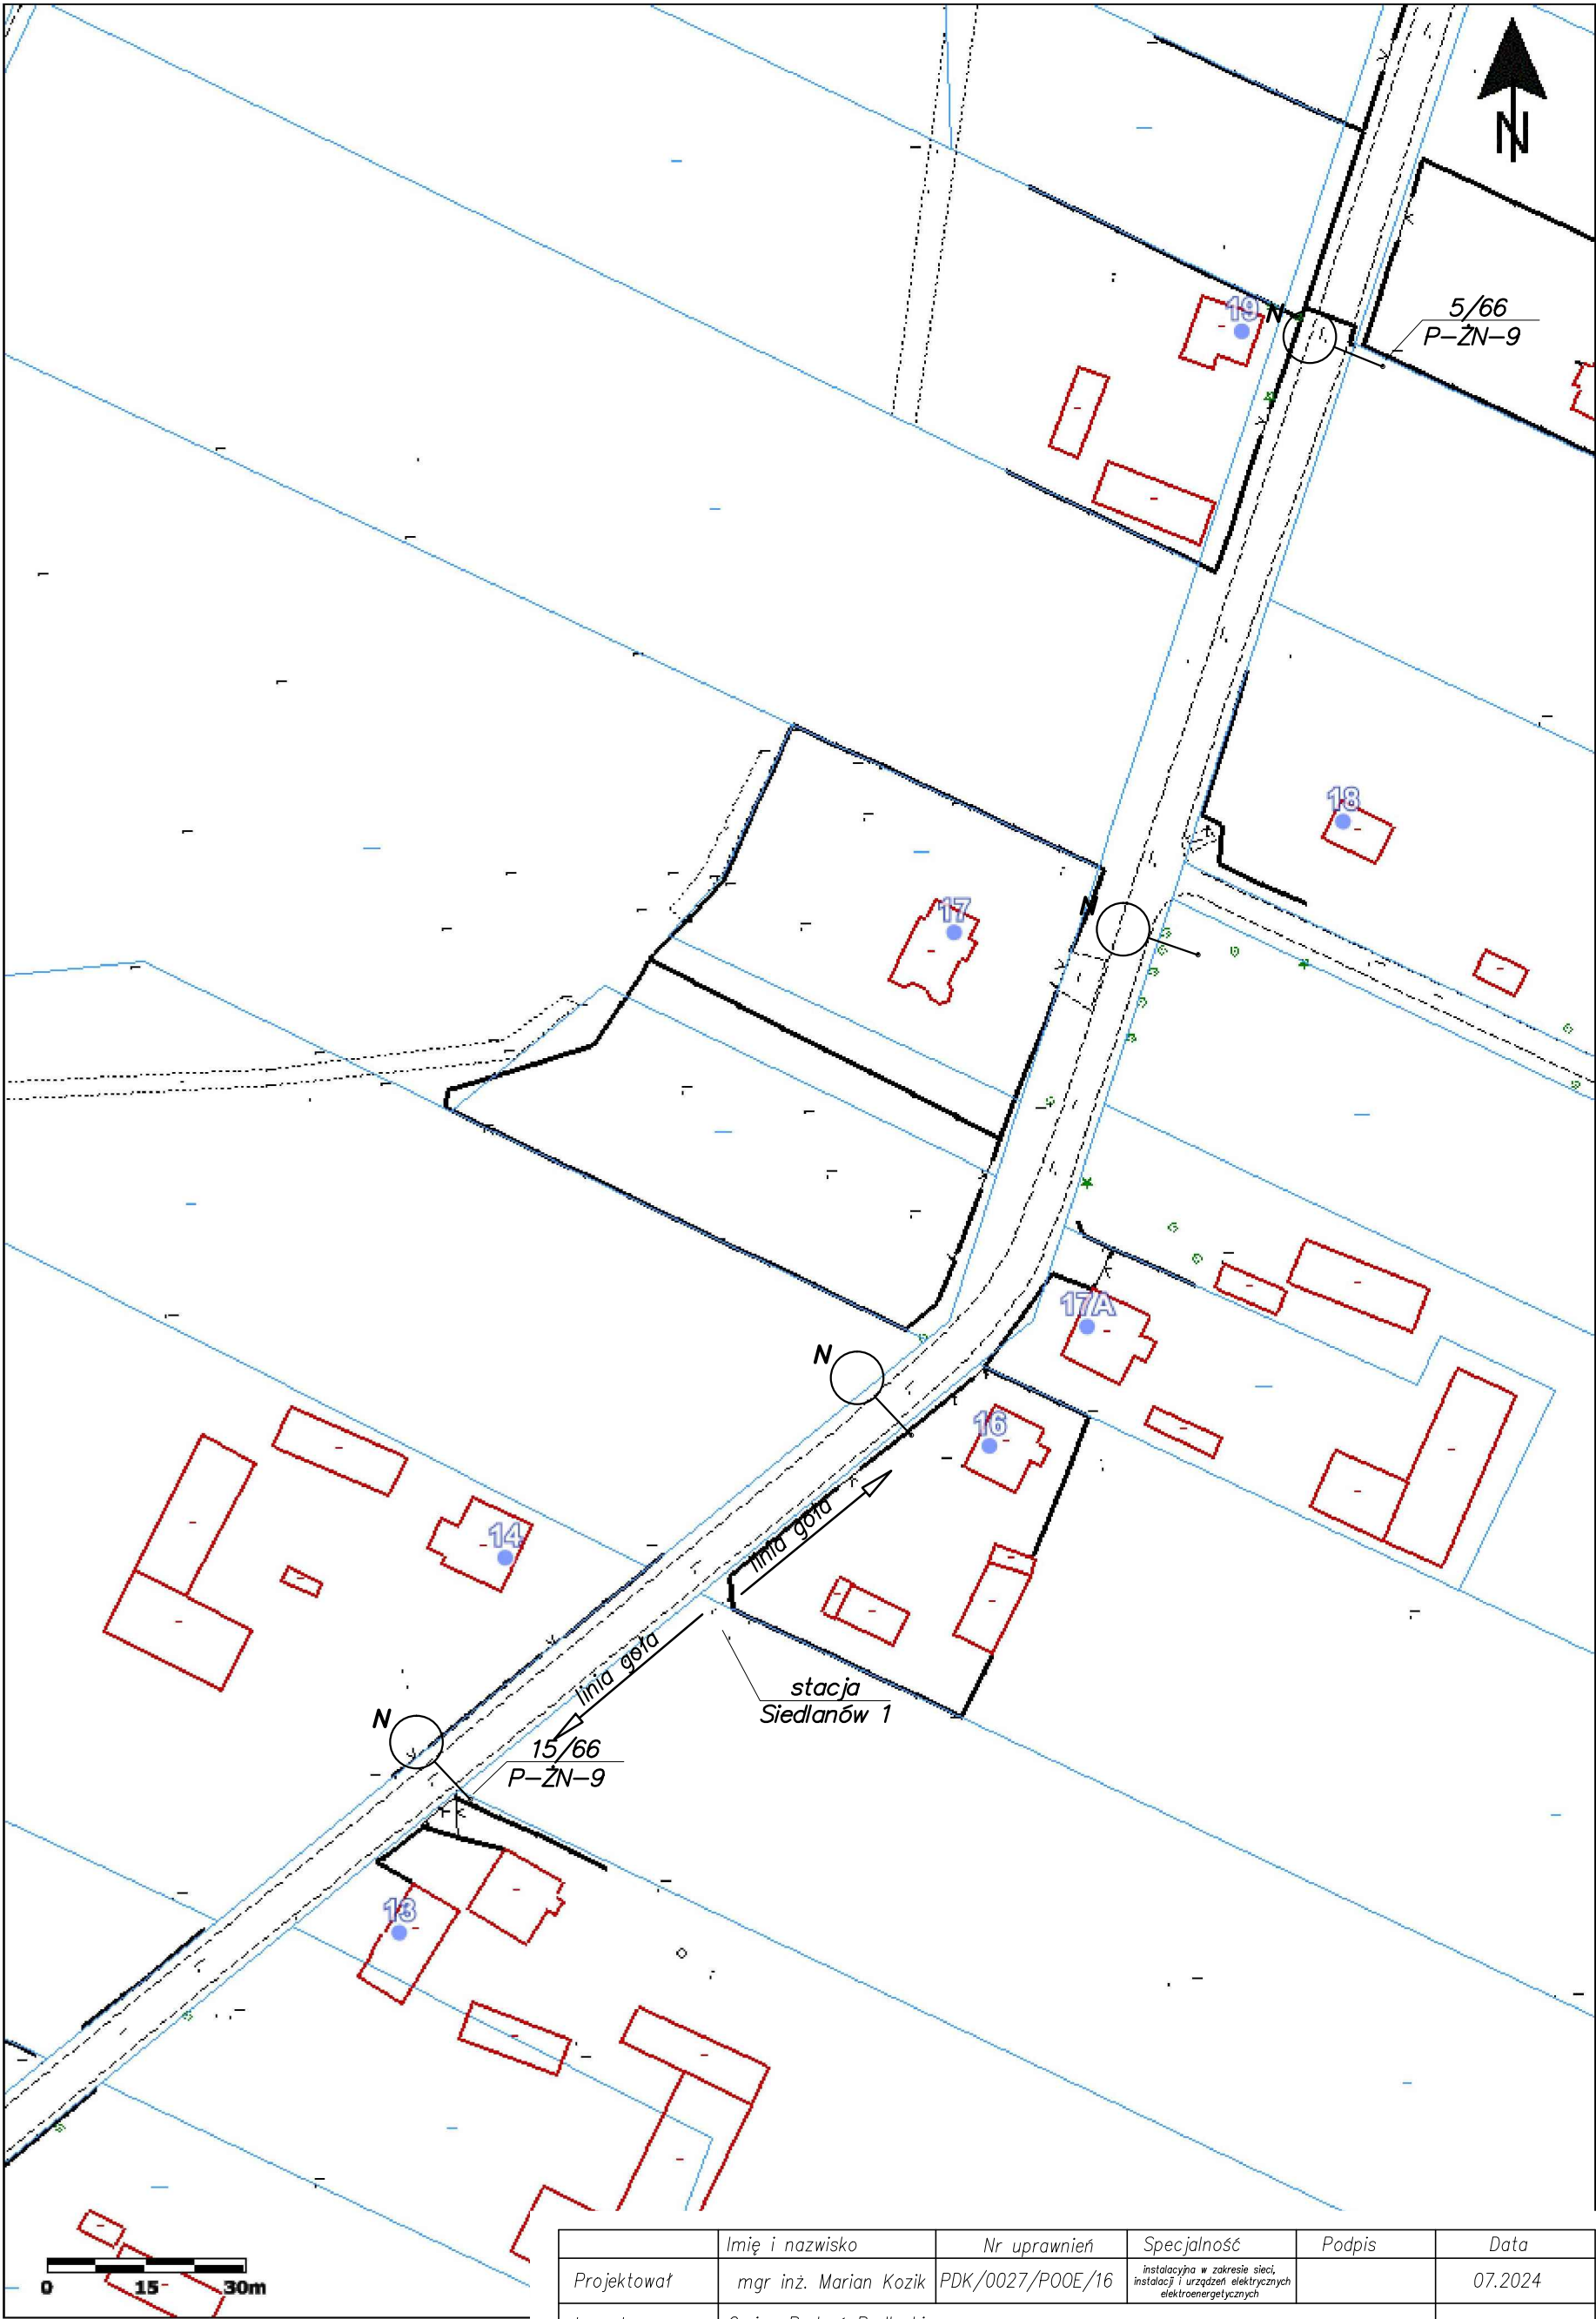 N
19
N
5/66
P-ŻN-9
18
17
N
17A
N
16
linia goła
14
linia goła
stacja
Siedlanów 1
N
15/66
P-ŻN-9
13
0 15 30m
Imię i nazwisko Nr uprawnień Specjalność Podpis Data
Projektował mgr inż. Marian Kozik PDK/0027/POOE/16 instalacyjna w zakresie sieci, instalacji i urządzeń elektrycznych elektroenergetycznych 07.2024